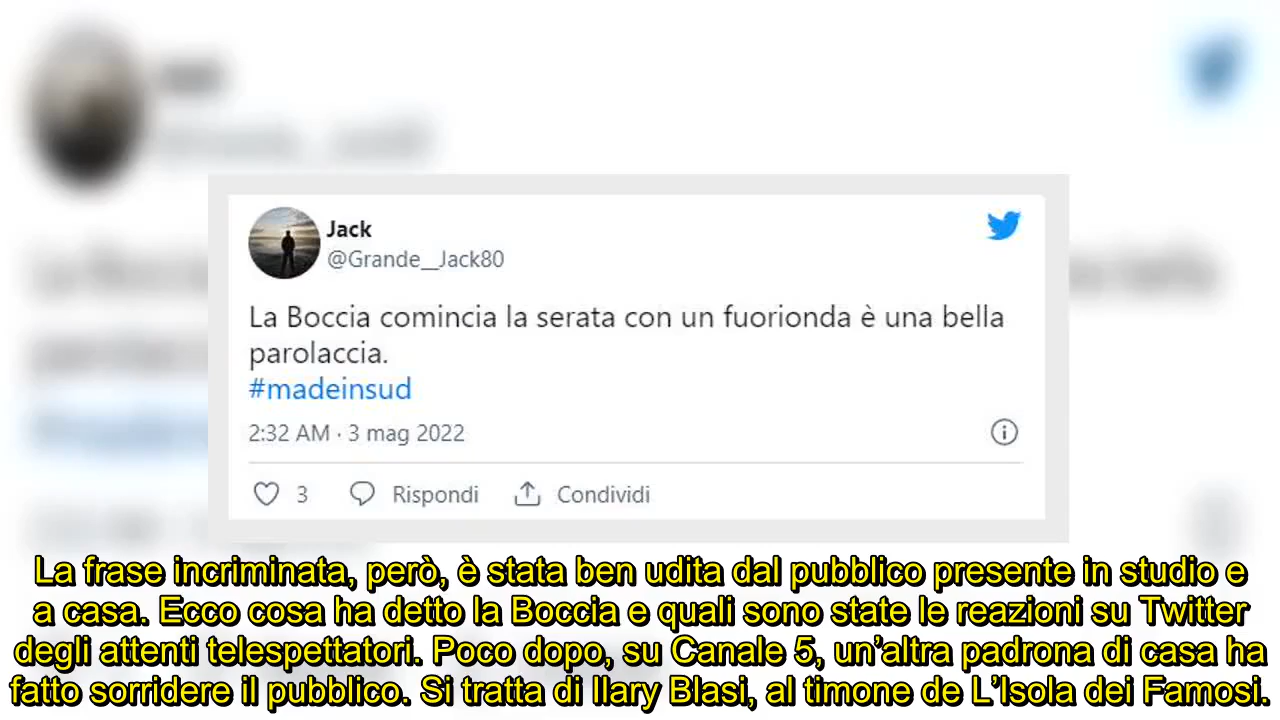 Jack
@Grande__Jack80
La Boccia comincia la serata con un fuorionda è una bella
parolaccia.
#madeinsud
2:32 AM · 3 mag 2022
3 Rispondi Condividi
La frase incriminata, però, è stata ben udita dal pubblico presente in studio e
a casa. Ecco cosa ha detto la Boccia e quali sono state le reazioni su Twitter
degli attenti telespettatori. Poco dopo, su Canale 5, un’altra padrona di casa ha
fatto sorridere il pubblico. Si tratta di Ilary Blasi, al timone de L’Isola dei Famosi.